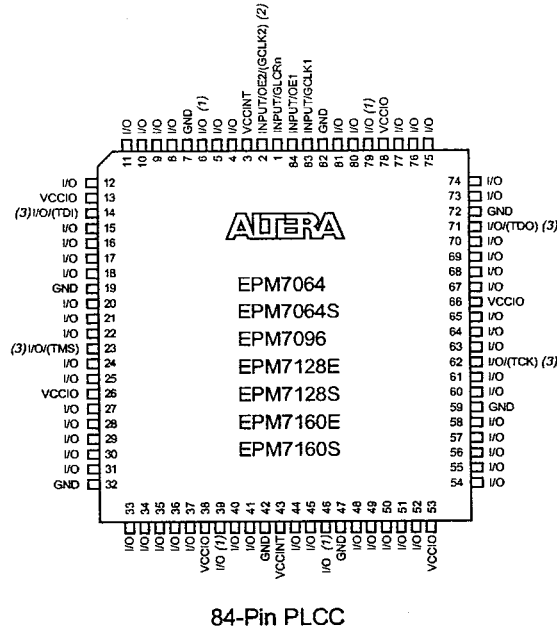 I/O
I/O
I/O
I/O
GND
I/O (1)
I/O
I/O
VCCINT
INPUT/OE2/(GCLK2) (2)
INPUT/GLCRn
INPUT/OE1
INPUT/GCLK1
GND
I/O
I/O
I/O (1)
VCCIO
I/O
I/O
I/O
11 10 9 8 7 6 5 4 3 2 1 84 83 82 81 80 79 78 77 76 75
I/O 12
VCCIO 13
(3) I/O/(TDI) 14
I/O 15
I/O 16
I/O 17
I/O 18
GND 19
I/O 20
I/O 21
I/O 22
(3) I/O/(TMS) 23
I/O 24
I/O 25
VCCIO 26
I/O 27
I/O 28
I/O 29
I/O 30
I/O 31
GND 32
ALTERA
EPM7064
EPM7064S
EPM7096
EPM7128E
EPM7128S
EPM7160E
EPM7160S
74 I/O
73 I/O
72 GND
71 I/O/(TDO) (3)
70 I/O
69 I/O
68 I/O
67 I/O
66 VCCIO
65 I/O
64 I/O
63 I/O
62 I/O/(TCK) (3)
61 I/O
60 I/O
59 GND
58 I/O
57 I/O
56 I/O
55 I/O
54 I/O
33 34 35 36 37 38 39 40 41 42 43 44 45 46 47 48 49 50 51 52 53
I/O
I/O
I/O
I/O
I/O
VCCIO
I/O (1)
I/O
I/O
GND
VCCINT
I/O
I/O
I/O (1)
GND
I/O
I/O
I/O
I/O
I/O
VCCIO
84-Pin PLCC